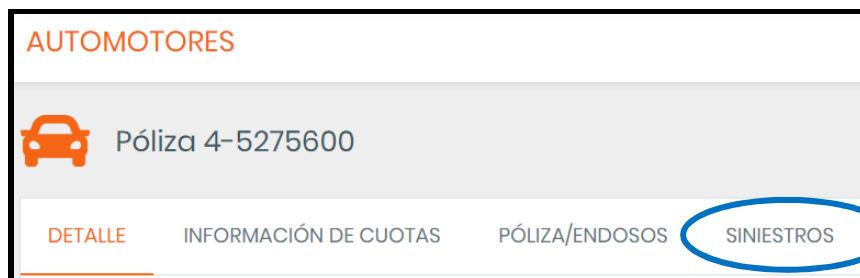 AUTOMOTORES
Póliza 4-5275600
DETALLE INFORMACIÓN DE CUOTAS PÓLIZA/ENDOSOS SINIESTROS